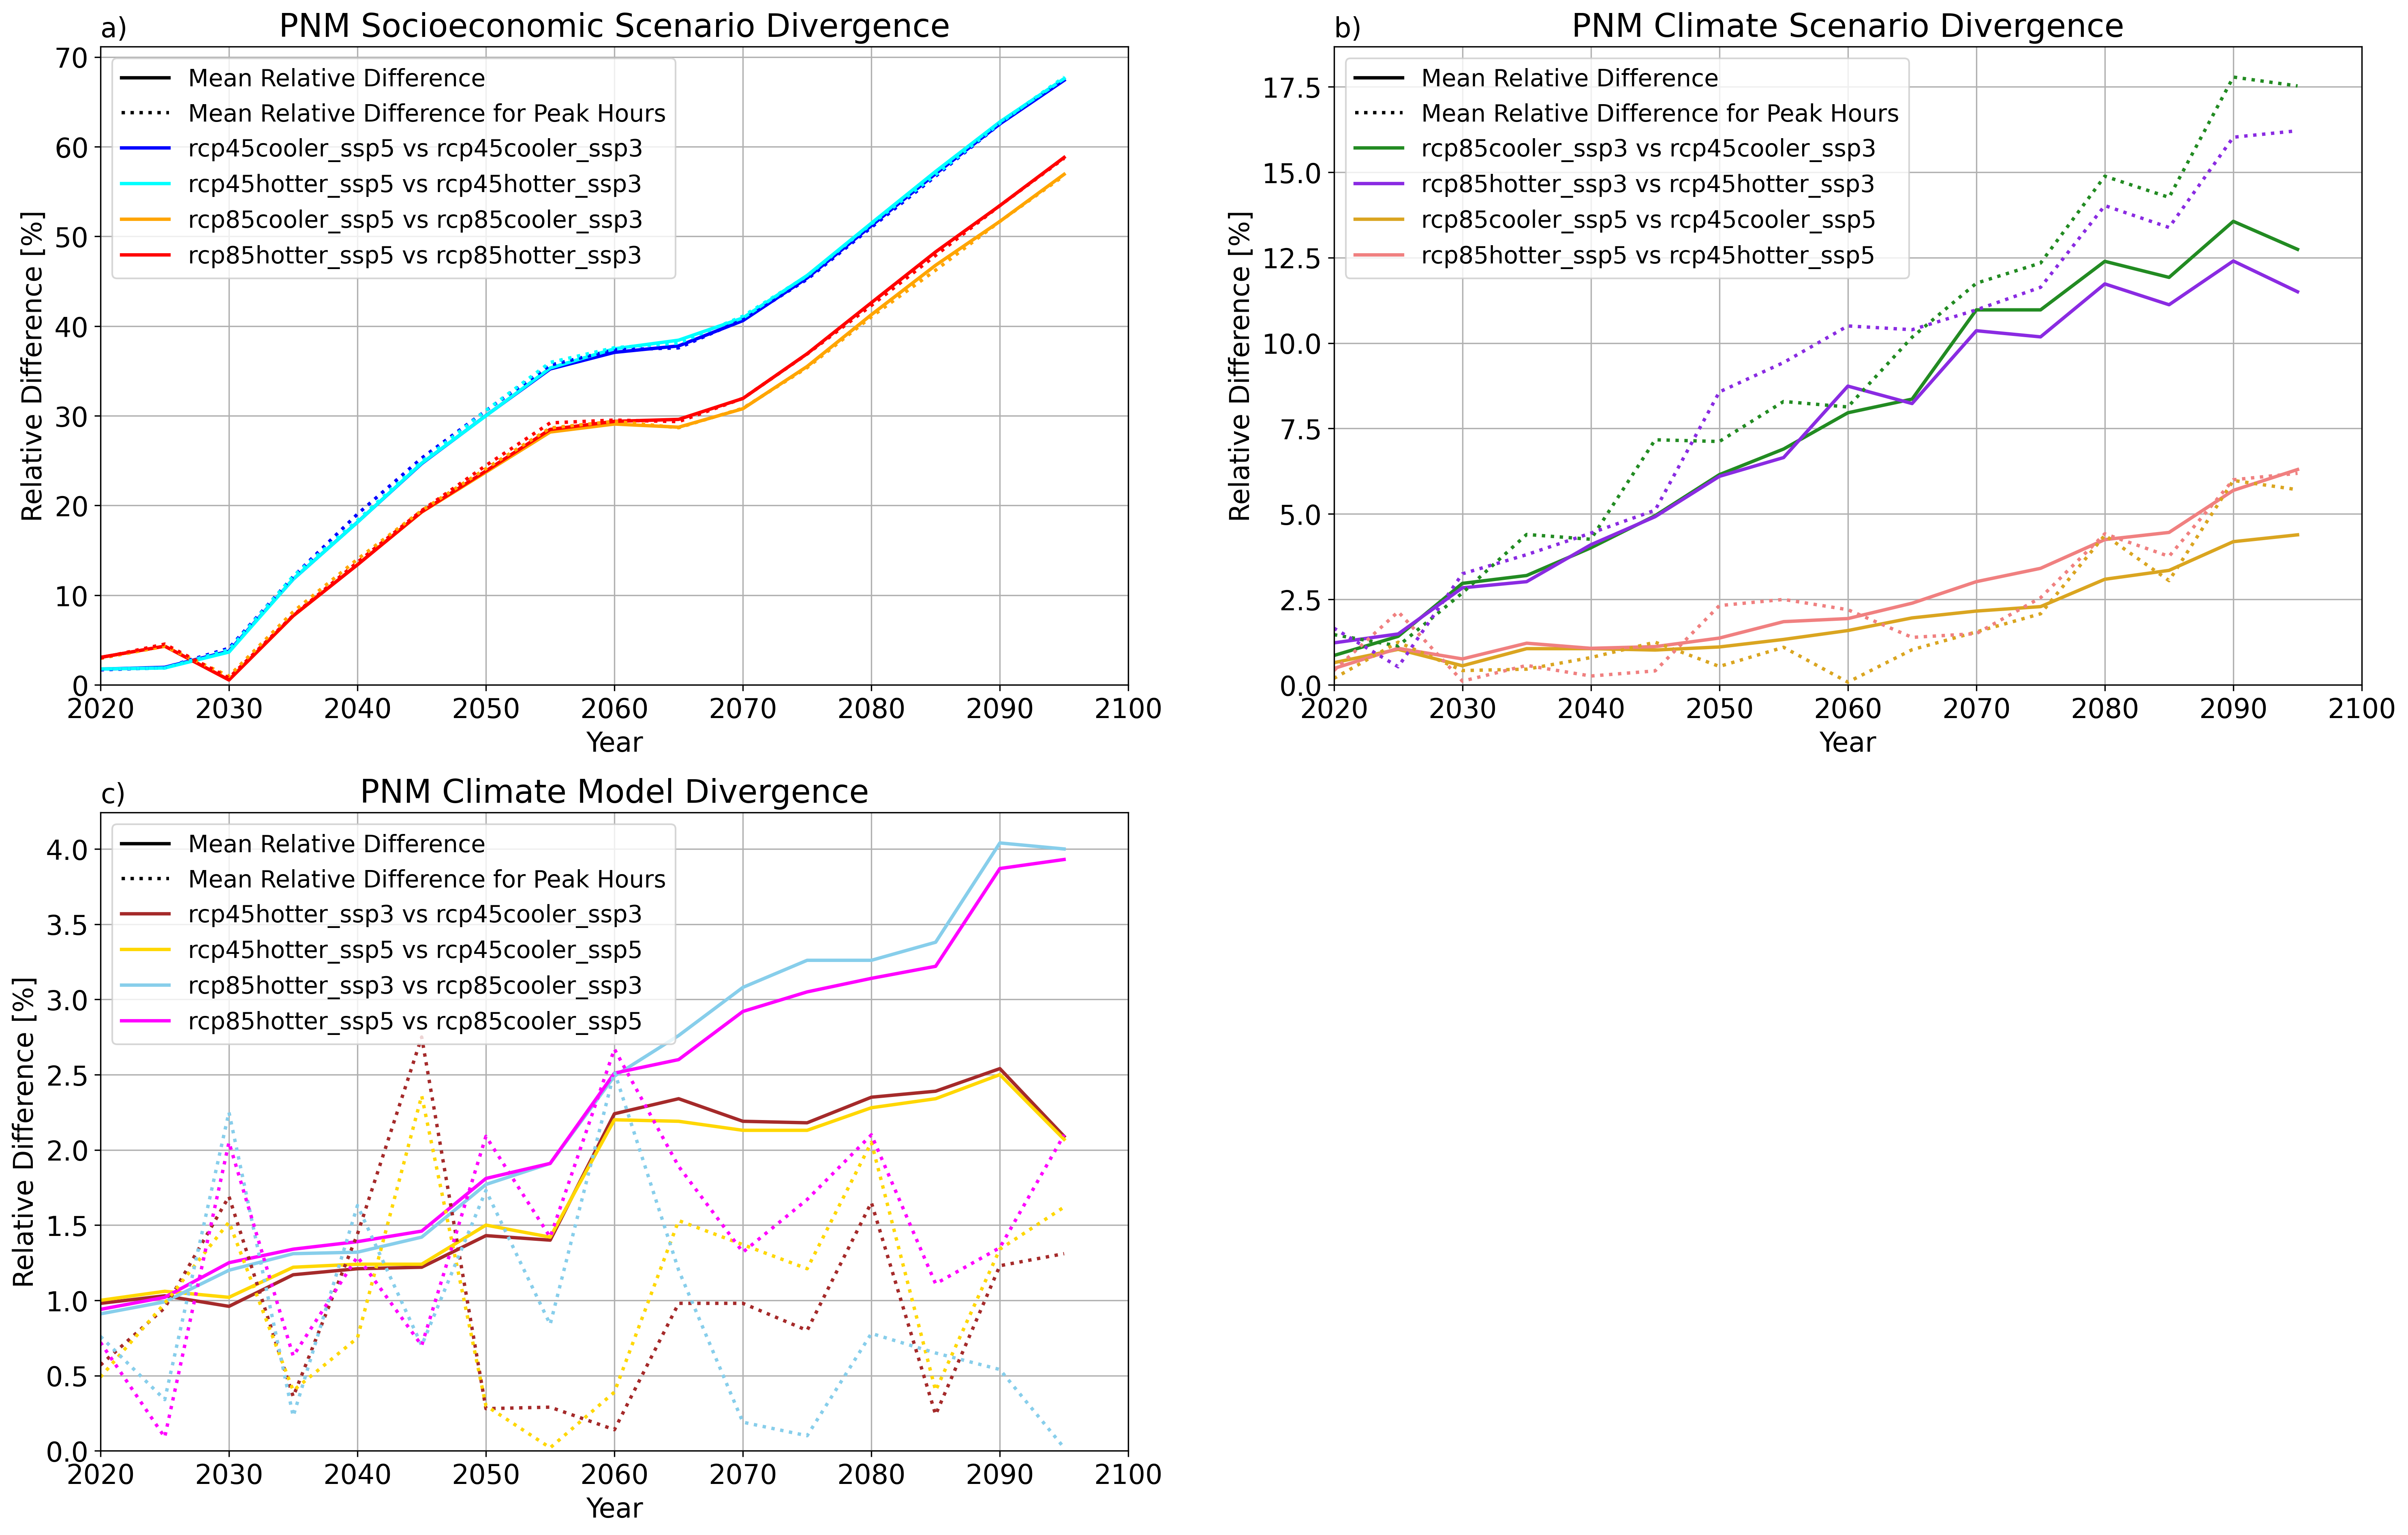 a)
PNM Socioeconomic Scenario Divergence
Mean Relative Difference
Mean Relative Difference for Peak Hours
rcp45cooler_ssp5 vs rcp45cooler_ssp3
rcp45hotter_ssp5 vs rcp45hotter_ssp3
rcp85cooler_ssp5 vs rcp85cooler_ssp3
rcp85hotter_ssp5 vs rcp85hotter_ssp3
Relative Difference [%]
70
60
50
40
30
20
10
0
2020 2030 2040 2050 2060 2070 2080 2090 2100
Year
b)
PNM Climate Scenario Divergence
Mean Relative Difference
Mean Relative Difference for Peak Hours
rcp85cooler_ssp3 vs rcp45cooler_ssp3
rcp85hotter_ssp3 vs rcp45hotter_ssp3
rcp85cooler_ssp5 vs rcp45cooler_ssp5
rcp85hotter_ssp5 vs rcp45hotter_ssp5
Relative Difference [%]
17.5
15.0
12.5
10.0
7.5
5.0
2.5
0.0
2020 2030 2040 2050 2060 2070 2080 2090 2100
Year
c)
PNM Climate Model Divergence
Mean Relative Difference
Mean Relative Difference for Peak Hours
rcp45hotter_ssp3 vs rcp45cooler_ssp3
rcp45hotter_ssp5 vs rcp45cooler_ssp5
rcp85hotter_ssp3 vs rcp85cooler_ssp3
rcp85hotter_ssp5 vs rcp85cooler_ssp5
Relative Difference [%]
4.0
3.5
3.0
2.5
2.0
1.5
1.0
0.5
0.0
2020 2030 2040 2050 2060 2070 2080 2090 2100
Year